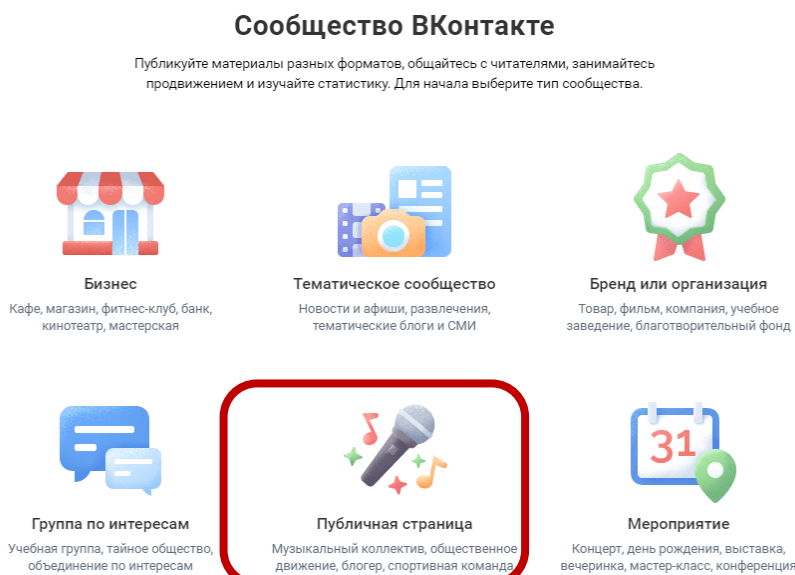 Сообщество ВКонтакте
Публикуйте материалы разных форматов, общайтесь с читателями, занимайтесь
продвижением и изучайте статистику. Для начала выберите тип сообщества.
Бизнес
Кафе, магазин, фитнес-клуб, банк,
кинотеатр, мастерская
Тематическое сообщество
Новости и афиши, развлечения,
тематические блоги и СМИ
Бренд или организация
Товар, фильм, компания, учебное
заведение, благотворительный фонд
31
Группа по интересам
Учебная группа, тайное общество,
объединение по интересам
Публичная страница
Музыкальный коллектив, общественное
движение, блогер, спортивная команда
Мероприятие
Концерт, день рождения, выставка,
вечеринка, мастер-класс, конференция